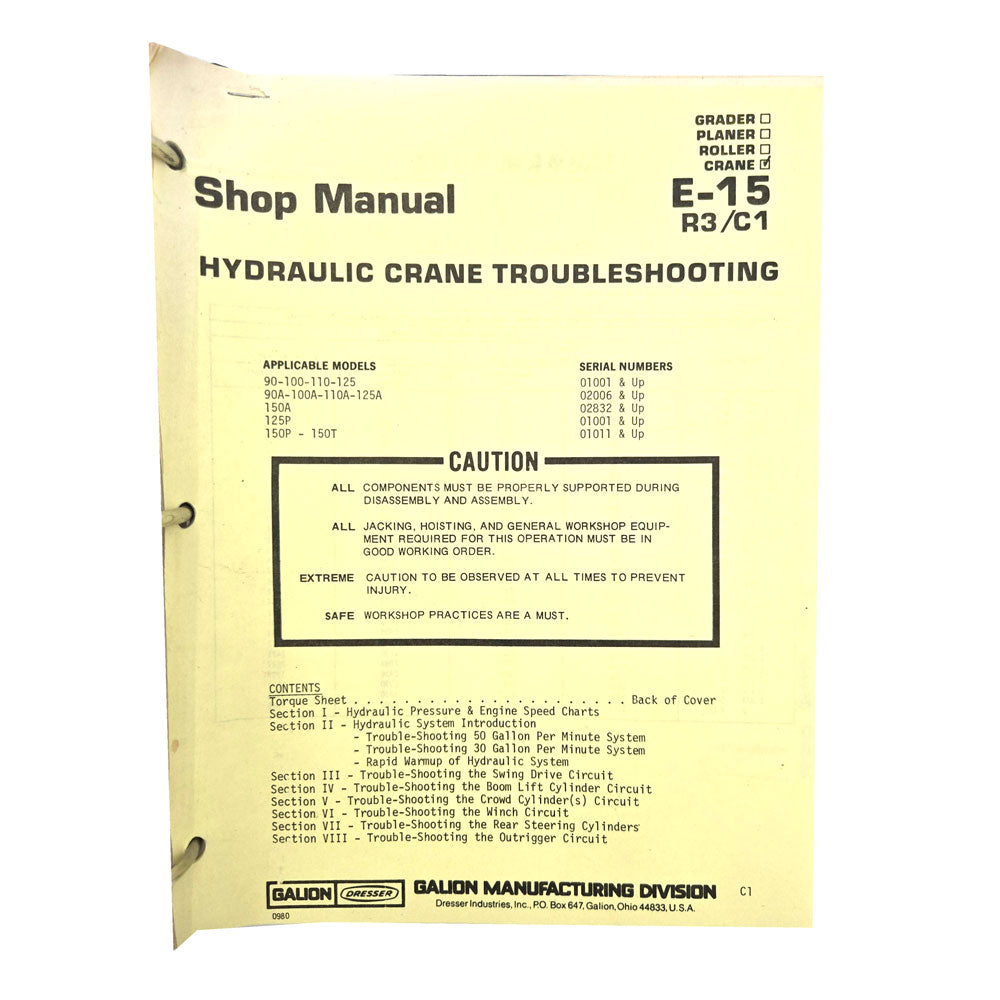 GRADER ☐
PLANER ☐
ROLLER ☐
CRANE ☑
Shop Manual
E-15
R3/C1
HYDRAULIC CRANE TROUBLESHOOTING
APPLICABLE MODELS SERIAL NUMBERS
90-100-110-125 01001 & Up
90A-100A-110A-125A 02006 & Up
150A 02832 & Up
125P 01001 & Up
150P - 150T 01011 & Up
CAUTION
ALL COMPONENTS MUST BE PROPERLY SUPPORTED DURING
DISASSEMBLY AND ASSEMBLY.
ALL JACKING, HOISTING, AND GENERAL WORKSHOP EQUIP-
MENT REQUIRED FOR THIS OPERATION MUST BE IN
GOOD WORKING ORDER.
EXTREME CAUTION TO BE OBSERVED AT ALL TIMES TO PREVENT
INJURY.
SAFE WORKSHOP PRACTICES ARE A MUST.
CONTENTS
Torque Sheet . . . . . . . . . . . . . . . . . . . . . . Back of Cover
Section I - Hydraulic Pressure & Engine Speed Charts
Section II - Hydraulic System Introduction
- Trouble-Shooting 50 Gallon Per Minute System
- Trouble-Shooting 30 Gallon Per Minute System
- Rapid Warmup of Hydraulic System
Section III - Trouble-Shooting the Swing Drive Circuit
Section IV - Trouble-Shooting the Boom Lift Cylinder Circuit
Section V - Trouble-Shooting the Crowd Cylinder(s) Circuit
Section VI - Trouble-Shooting the Winch Circuit
Section VII - Trouble-Shooting the Rear Steering Cylinders
Section VIII - Trouble-Shooting the Outrigger Circuit
GALION DRESSER GALION MANUFACTURING DIVISION C1
Dresser Industries, Inc., P.O. Box 647, Galion, Ohio 44833, U.S.A.
0980